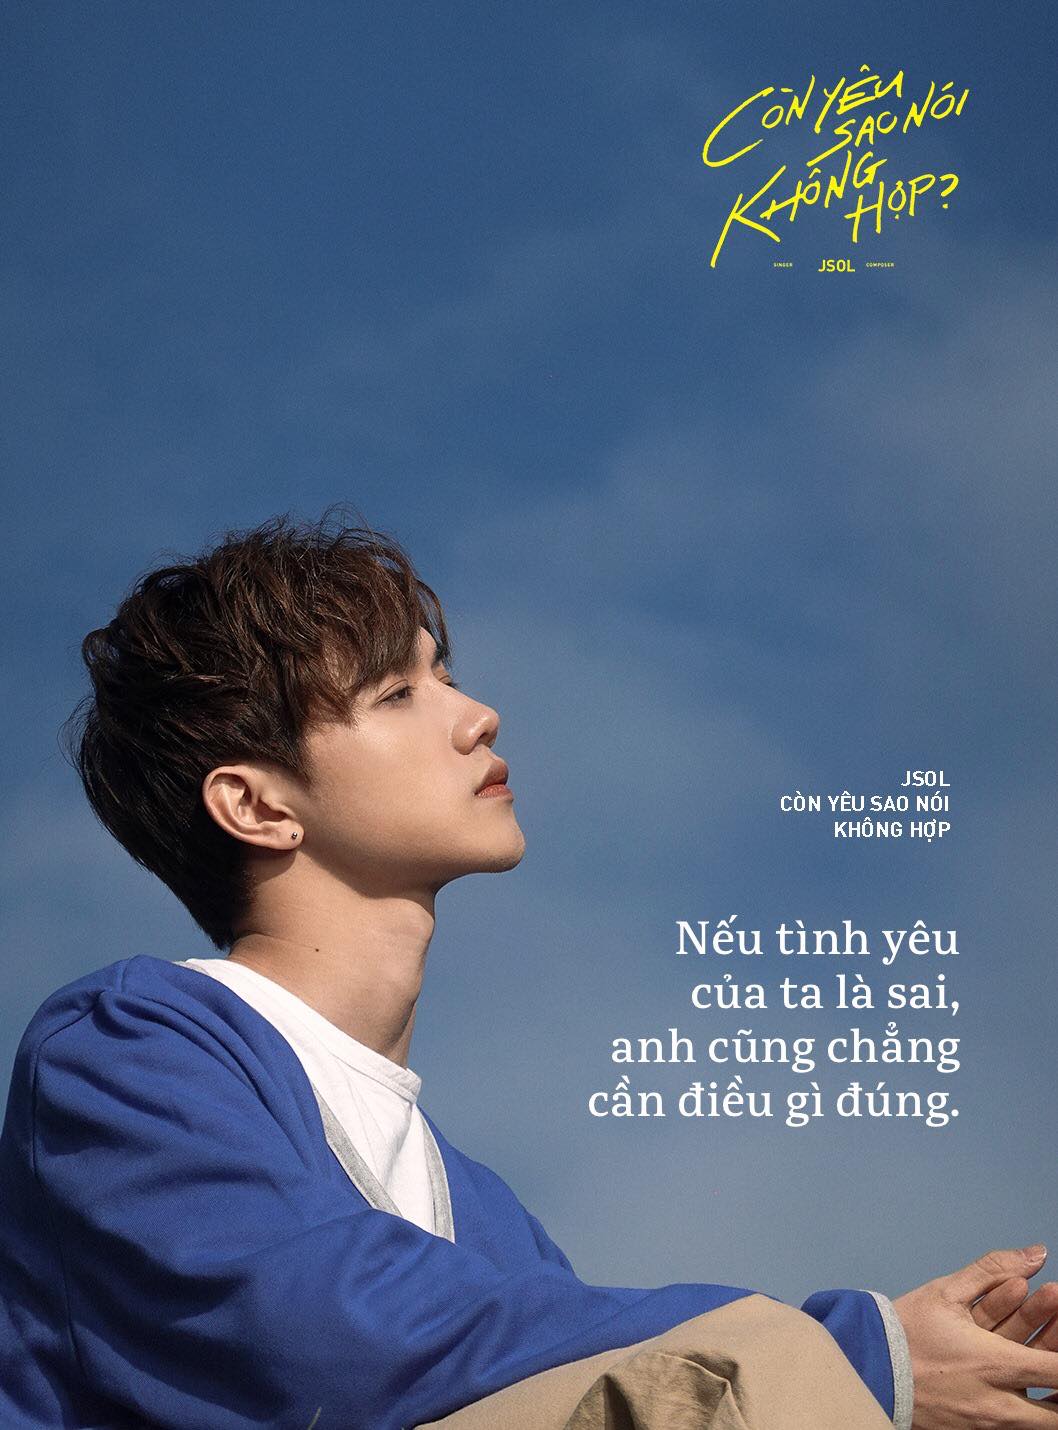 CÒN YÊU
SAO NÓI
KHÔNG
HỢP?
SINGER JSOL COMPOSER
JSOL
CÒN YÊU SAO NÓI
KHÔNG HỢP
Nếu tình yêu
của ta là sai,
anh cũng chẳng
cần điều gì đúng.